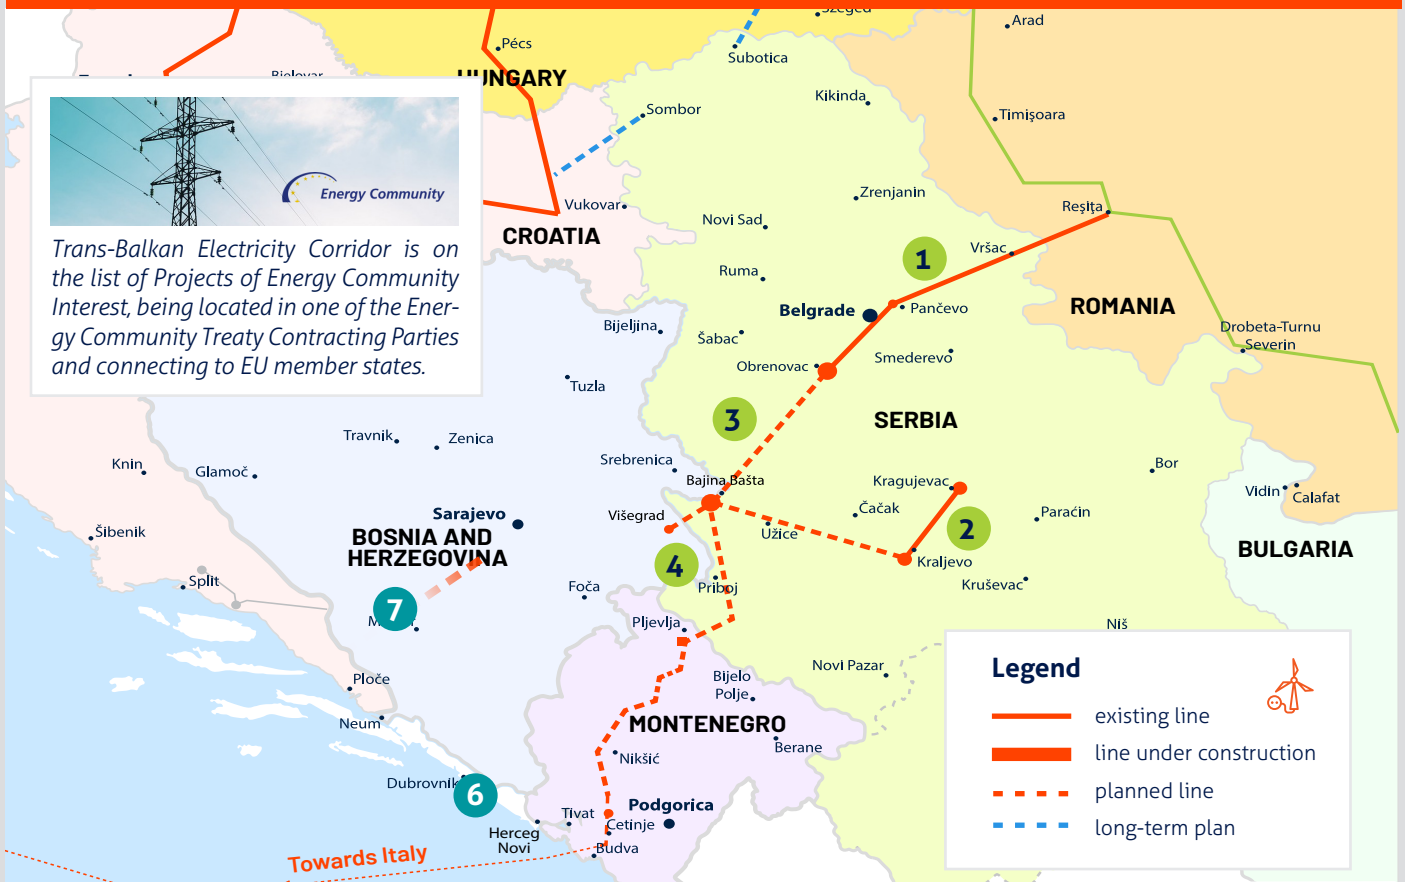 Szeged
Arad
Pécs
Subotica
HUNGARY
Bjelovar
Kikinda
Sombor
Timişoara
Energy Community
Zrenjanin
Vukovar
Reşiţa
Novi Sad
CROATIA
Vršac
Trans-Balkan Electricity Corridor is on
the list of Projects of Energy Community
Interest, being located in one of the Ener-
gy Community Treaty Contracting Parties
and connecting to EU member states.
1
Ruma
Belgrade
Pančevo
ROMANIA
Bijeljina
Šabac
Drobeta-Turnu
Severin
Obrenovac
Smederevo
Tuzla
3
SERBIA
Travnik
Zenica
Knin
Glamoč
Srebrenica
Bajina Bašta
Kragujevac
Bor
Vidin
Calafat
Sarajevo
Višegrad
Čačak
Paraćin
Šibenik
BOSNIA AND
HERZEGOVINA
Užice
2
BULGARIA
4
Kraljevo
Split
Foča
Priboj
Kruševac
7
Pljevlja
Niš
Ploče
Bijelo
Polje
Novi Pazar
Neum
MONTENEGRO
Berane
Nikšić
Dubrovnik
6
Podgorica
Tivat
Cetinje
Herceg
Novi
Budva
Towards Italy
Legend
existing line
line under construction
planned line
long-term plan